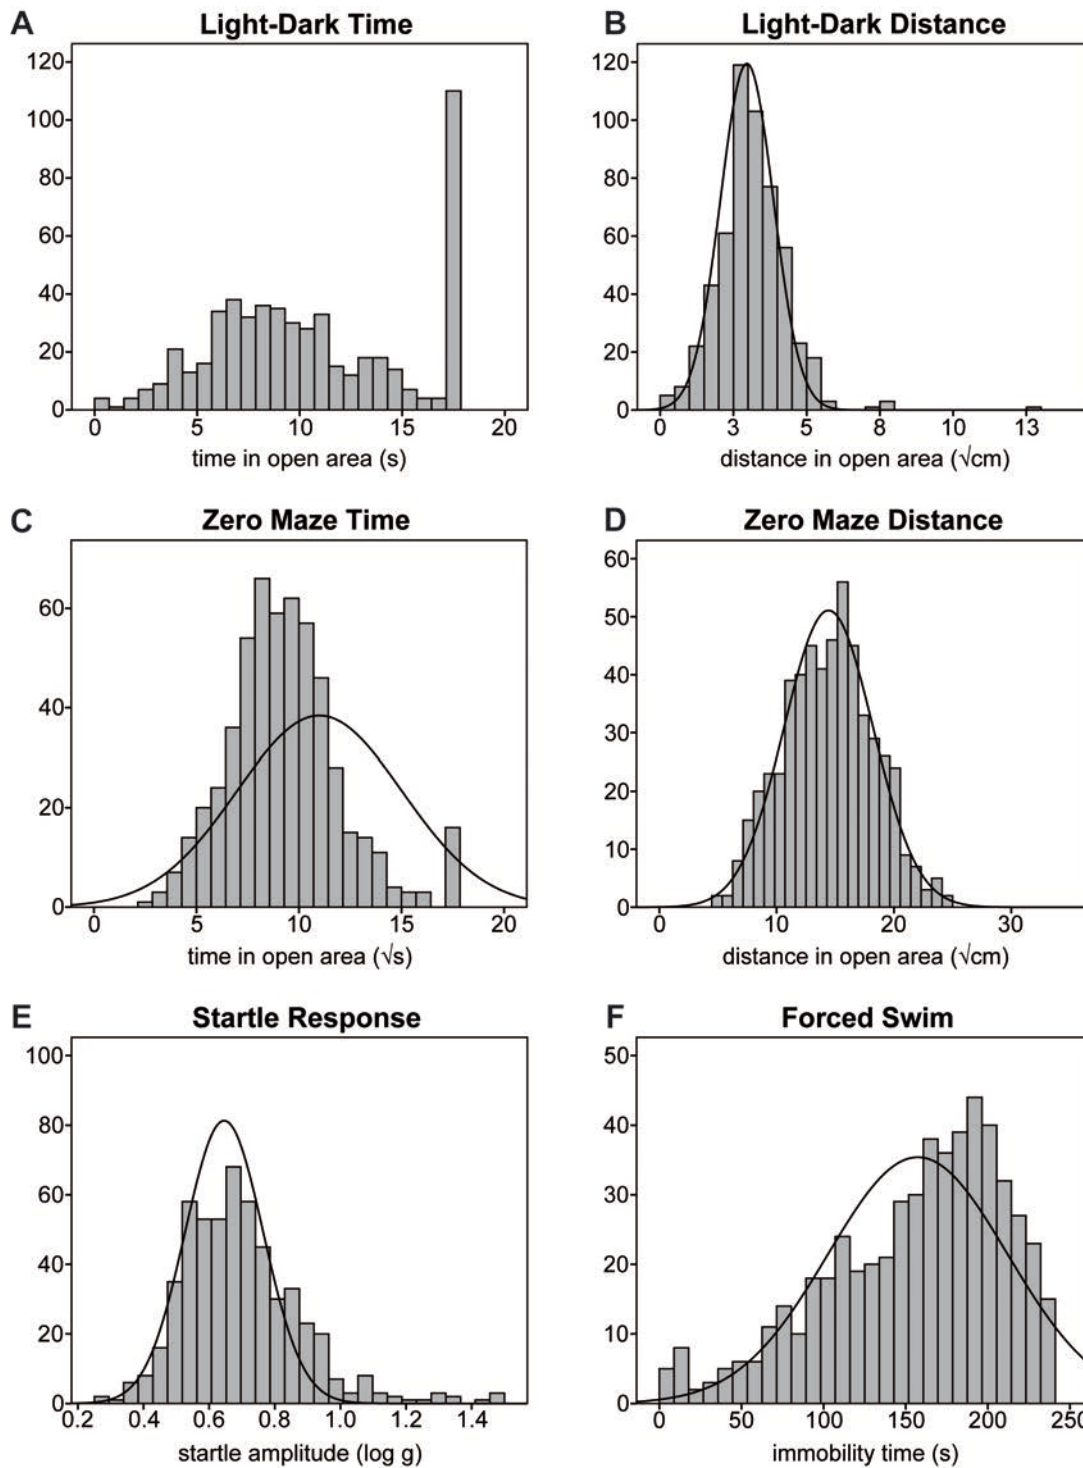 A Light-Dark Time
120
100
80
60
40
20
0
0 5 10 15 20
time in open area (s)
B Light-Dark Distance
120
100
80
60
40
20
0
0 3 5 8 10 13
distance in open area (√cm)
C Zero Maze Time
60
40
20
0
0 5 10 15 20
time in open area (√s)
D Zero Maze Distance
60
50
40
30
20
10
0
0 10 20 30
distance in open area (√cm)
E Startle Response
100
80
60
40
20
0
0.2 0.4 0.6 0.8 1.0 1.2 1.4
startle amplitude (log g)
F Forced Swim
50
40
30
20
10
0
0 50 100 150 200
immobility time (s)